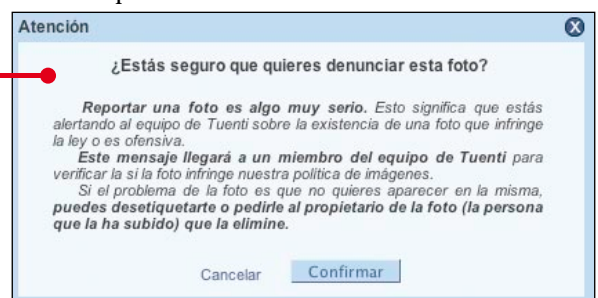 Atención
¿Estás seguro que quieres denunciar esta foto?
Reportar una foto es algo muy serio. Esto significa que estás
alertando al equipo de Tuenti sobre la existencia de una foto que infringe
la ley o es ofensiva.
Este mensaje llegará a un miembro del equipo de Tuenti para
verificar la si la foto infringe nuestra política de imágenes.
Si el problema de la foto es que no quieres aparecer en la misma,
puedes desetiquetarte o pedirle al propietario de la foto (la persona
que la ha subido) que la elimine.
Cancelar Confirmar